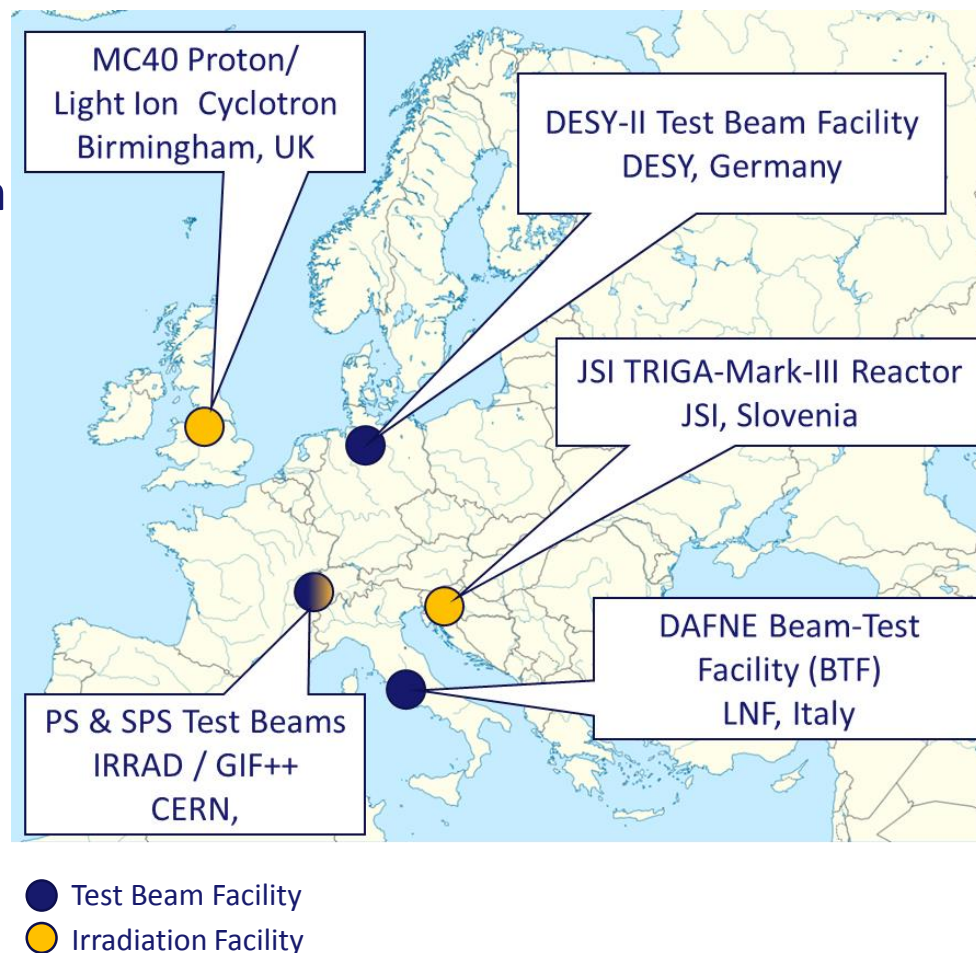 MC40 Proton/
Light Ion Cyclotron
Birmingham, UK
DESY-II Test Beam Facility
DESY, Germany
JSI TRIGA-Mark-III Reactor
JSI, Slovenia
DAFNE Beam-Test
Facility (BTF)
LNF, Italy
PS & SPS Test Beams
IRRAD / GIF++
CERN,
Test Beam Facility
Irradiation Facility